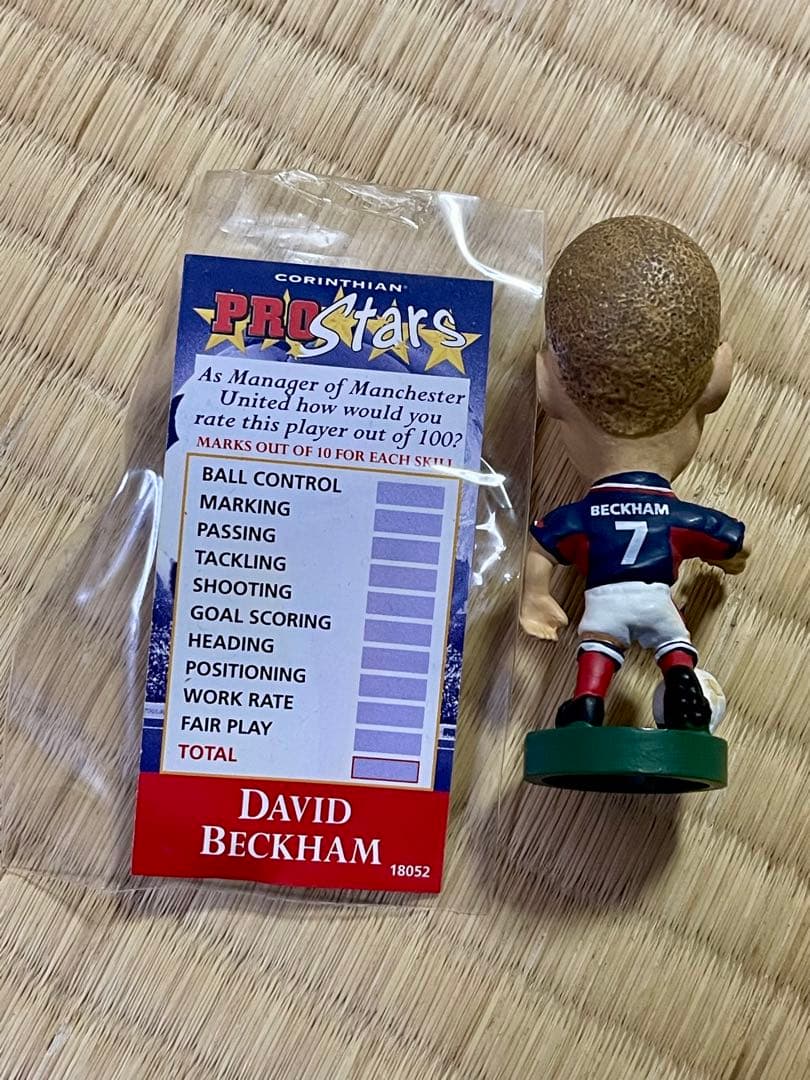 CORINTHIAN®
PROStars
As Manager of Manchester
United how would you
rate this player out of 100?
MARKS OUT OF 10 FOR EACH SKILL
BALL CONTROL
MARKING
PASSING
TACKLING
SHOOTING
GOAL SCORING
HEADING
POSITIONING
WORK RATE
FAIR PLAY
TOTAL
DAVID
BECKHAM
18052
BECKHAM
7